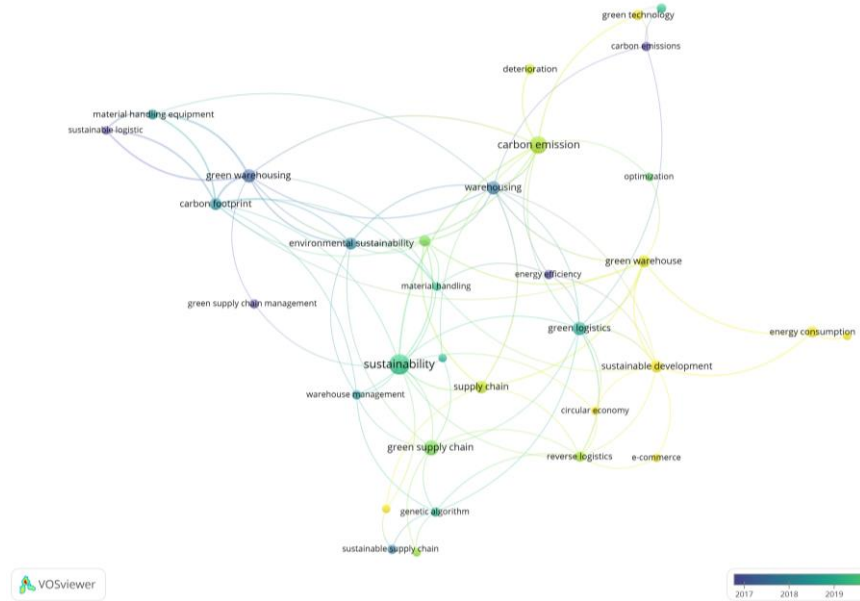 green technology
carbon emissions
deterioration
material handling equipment
sustainable logistic
carbon emission
green warehousing
optimization
warehousing
carbon footprint
environmental sustainability
green warehouse
energy efficiency
material handling
green supply chain management
green logistics
energy consumption
sustainability
sustainable development
supply chain
warehouse management
circular economy
green supply chain
reverse logistics
e-commerce
genetic algorithm
sustainable supply chain
VOSviewer
2017 2018 2019